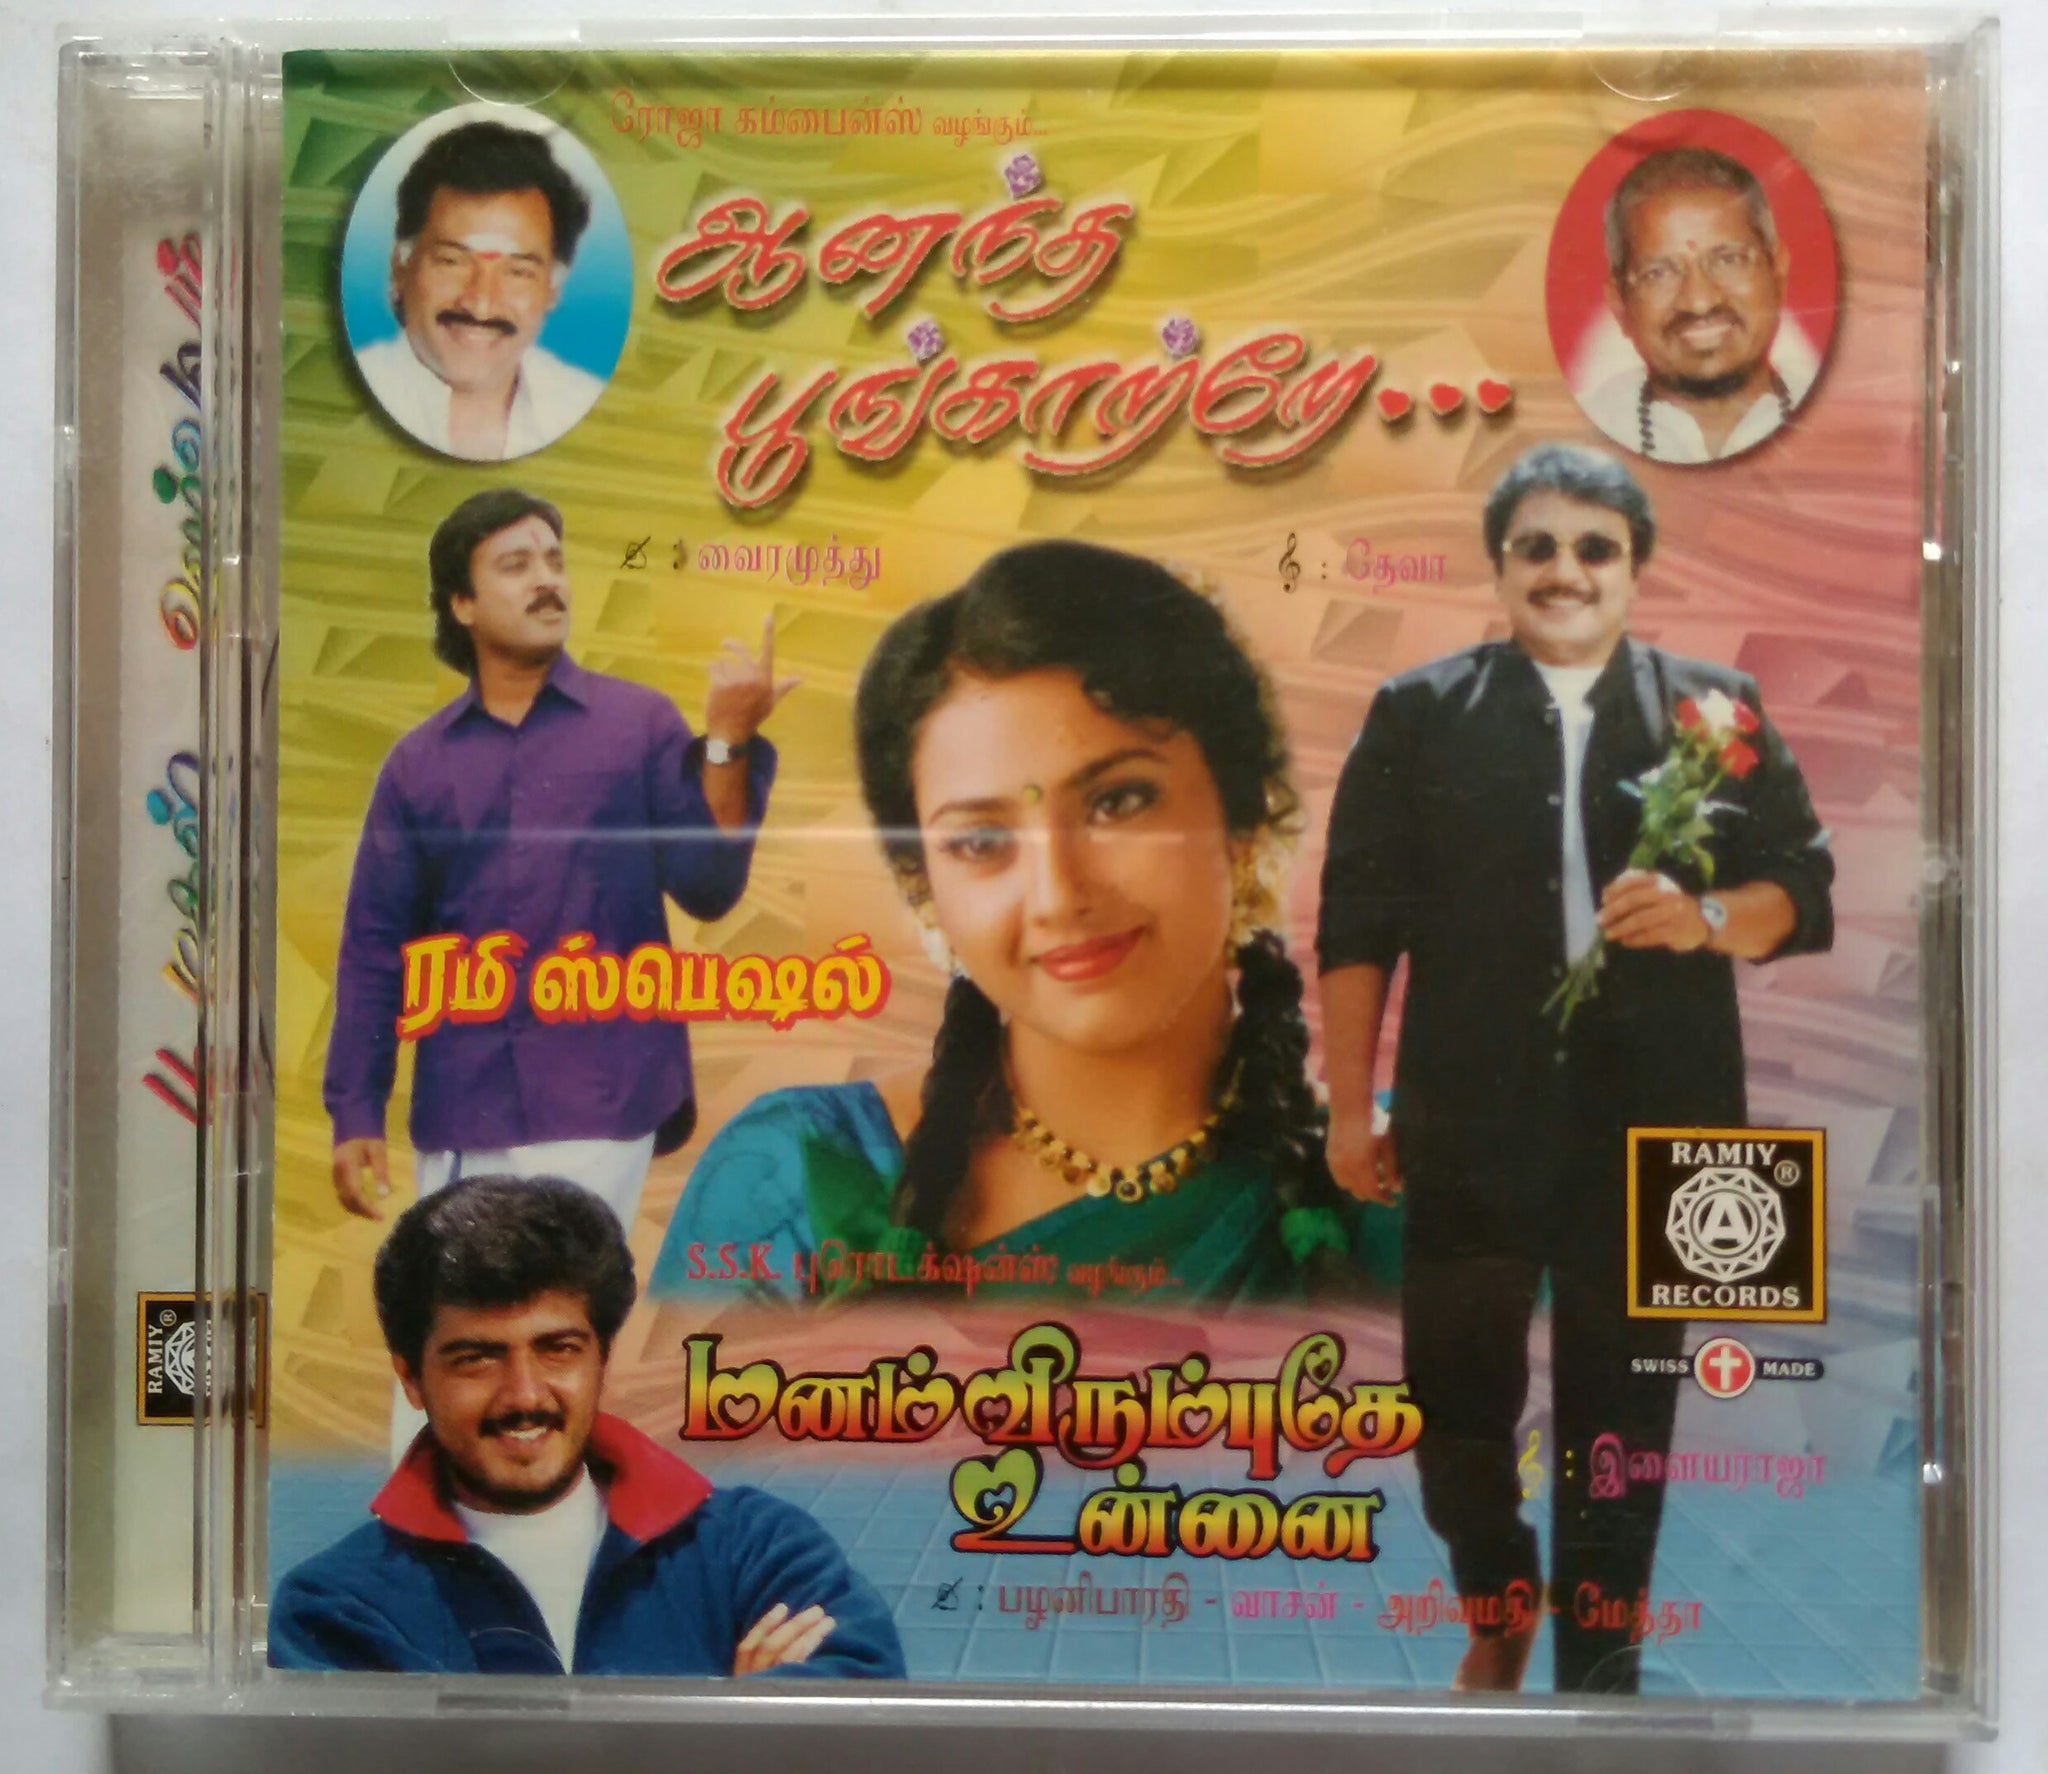 ரோஜா கம்பைன்ஸ் வழங்கும்...
ஆனந்த
பூங்காற்றே...
: வைரமுத்து
: தேவா
ரமி ஸ்பெஷல்
S.S.K. புரொடக்ஷன்ஸ் வழங்கும்..
மனம் விரும்புதே
உன்னை
: இளையராஜா
: பழனிபாரதி - வாசன் - அறிவுமதி - மேத்தா
RAMIY ®
A
RECORDS
SWISS MADE
RAMIY ®